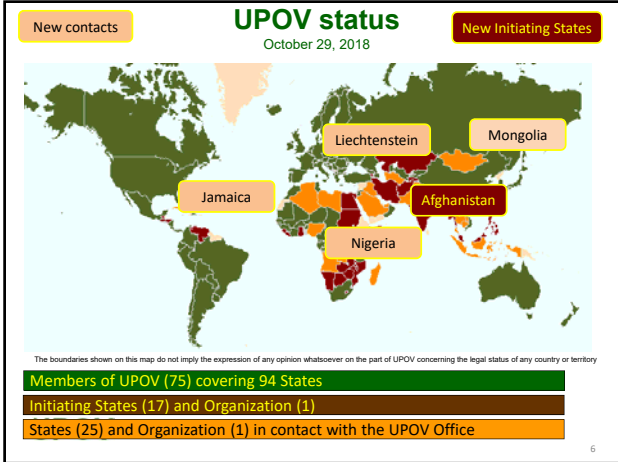 New contacts
UPOV status
October 29, 2018
New Initiating States
Liechtenstein
Mongolia
Jamaica
Afghanistan
Nigeria
The boundaries shown on this map do not imply the expression of any opinion whatsoever on the part of UPOV concerning the legal status of any country or territory
Members of UPOV (75) covering 94 States
Initiating States (17) and Organization (1)
States (25) and Organization (1) in contact with the UPOV Office
6